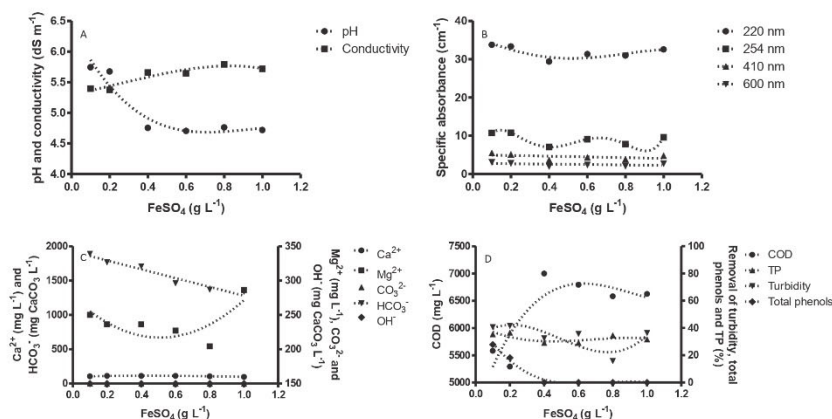 A
pH
Conductivity
pH and conductivity (dS m⁻¹)
6.5
6.0
5.5
5.0
4.5
4.0
0.0 0.2 0.4 0.6 0.8 1.0 1.2
FeSO₄ (g L⁻¹)
B
220 nm
254 nm
410 nm
600 nm
Specific absorbance (cm⁻¹)
40
30
20
10
0
0.0 0.2 0.4 0.6 0.8 1.0 1.2
FeSO₄ (g L⁻¹)
C
Ca²⁺
Mg²⁺
CO₃²⁻
HCO₃⁻
OH⁻
Ca²⁺ (mg L⁻¹) and
HCO₃⁻ (mg CaCO₃ L⁻¹)
2000
1500
1000
500
0
350
300
250
200
150
Mg²⁺ (mg L⁻¹), CO₃²⁻ and
OH⁻ (mg CaCO₃ L⁻¹)
0.0 0.2 0.4 0.6 0.8 1.0 1.2
FeSO₄ (g L⁻¹)
D
COD
TP
Turbidity
Total phenols
COD (mg L⁻¹)
7500
7000
6500
6000
5500
5000
100
80
60
40
20
0
Removal of turbidity, total
phenols and TP (%)
0.0 0.2 0.4 0.6 0.8 1.0 1.2
FeSO₄ (g L⁻¹)